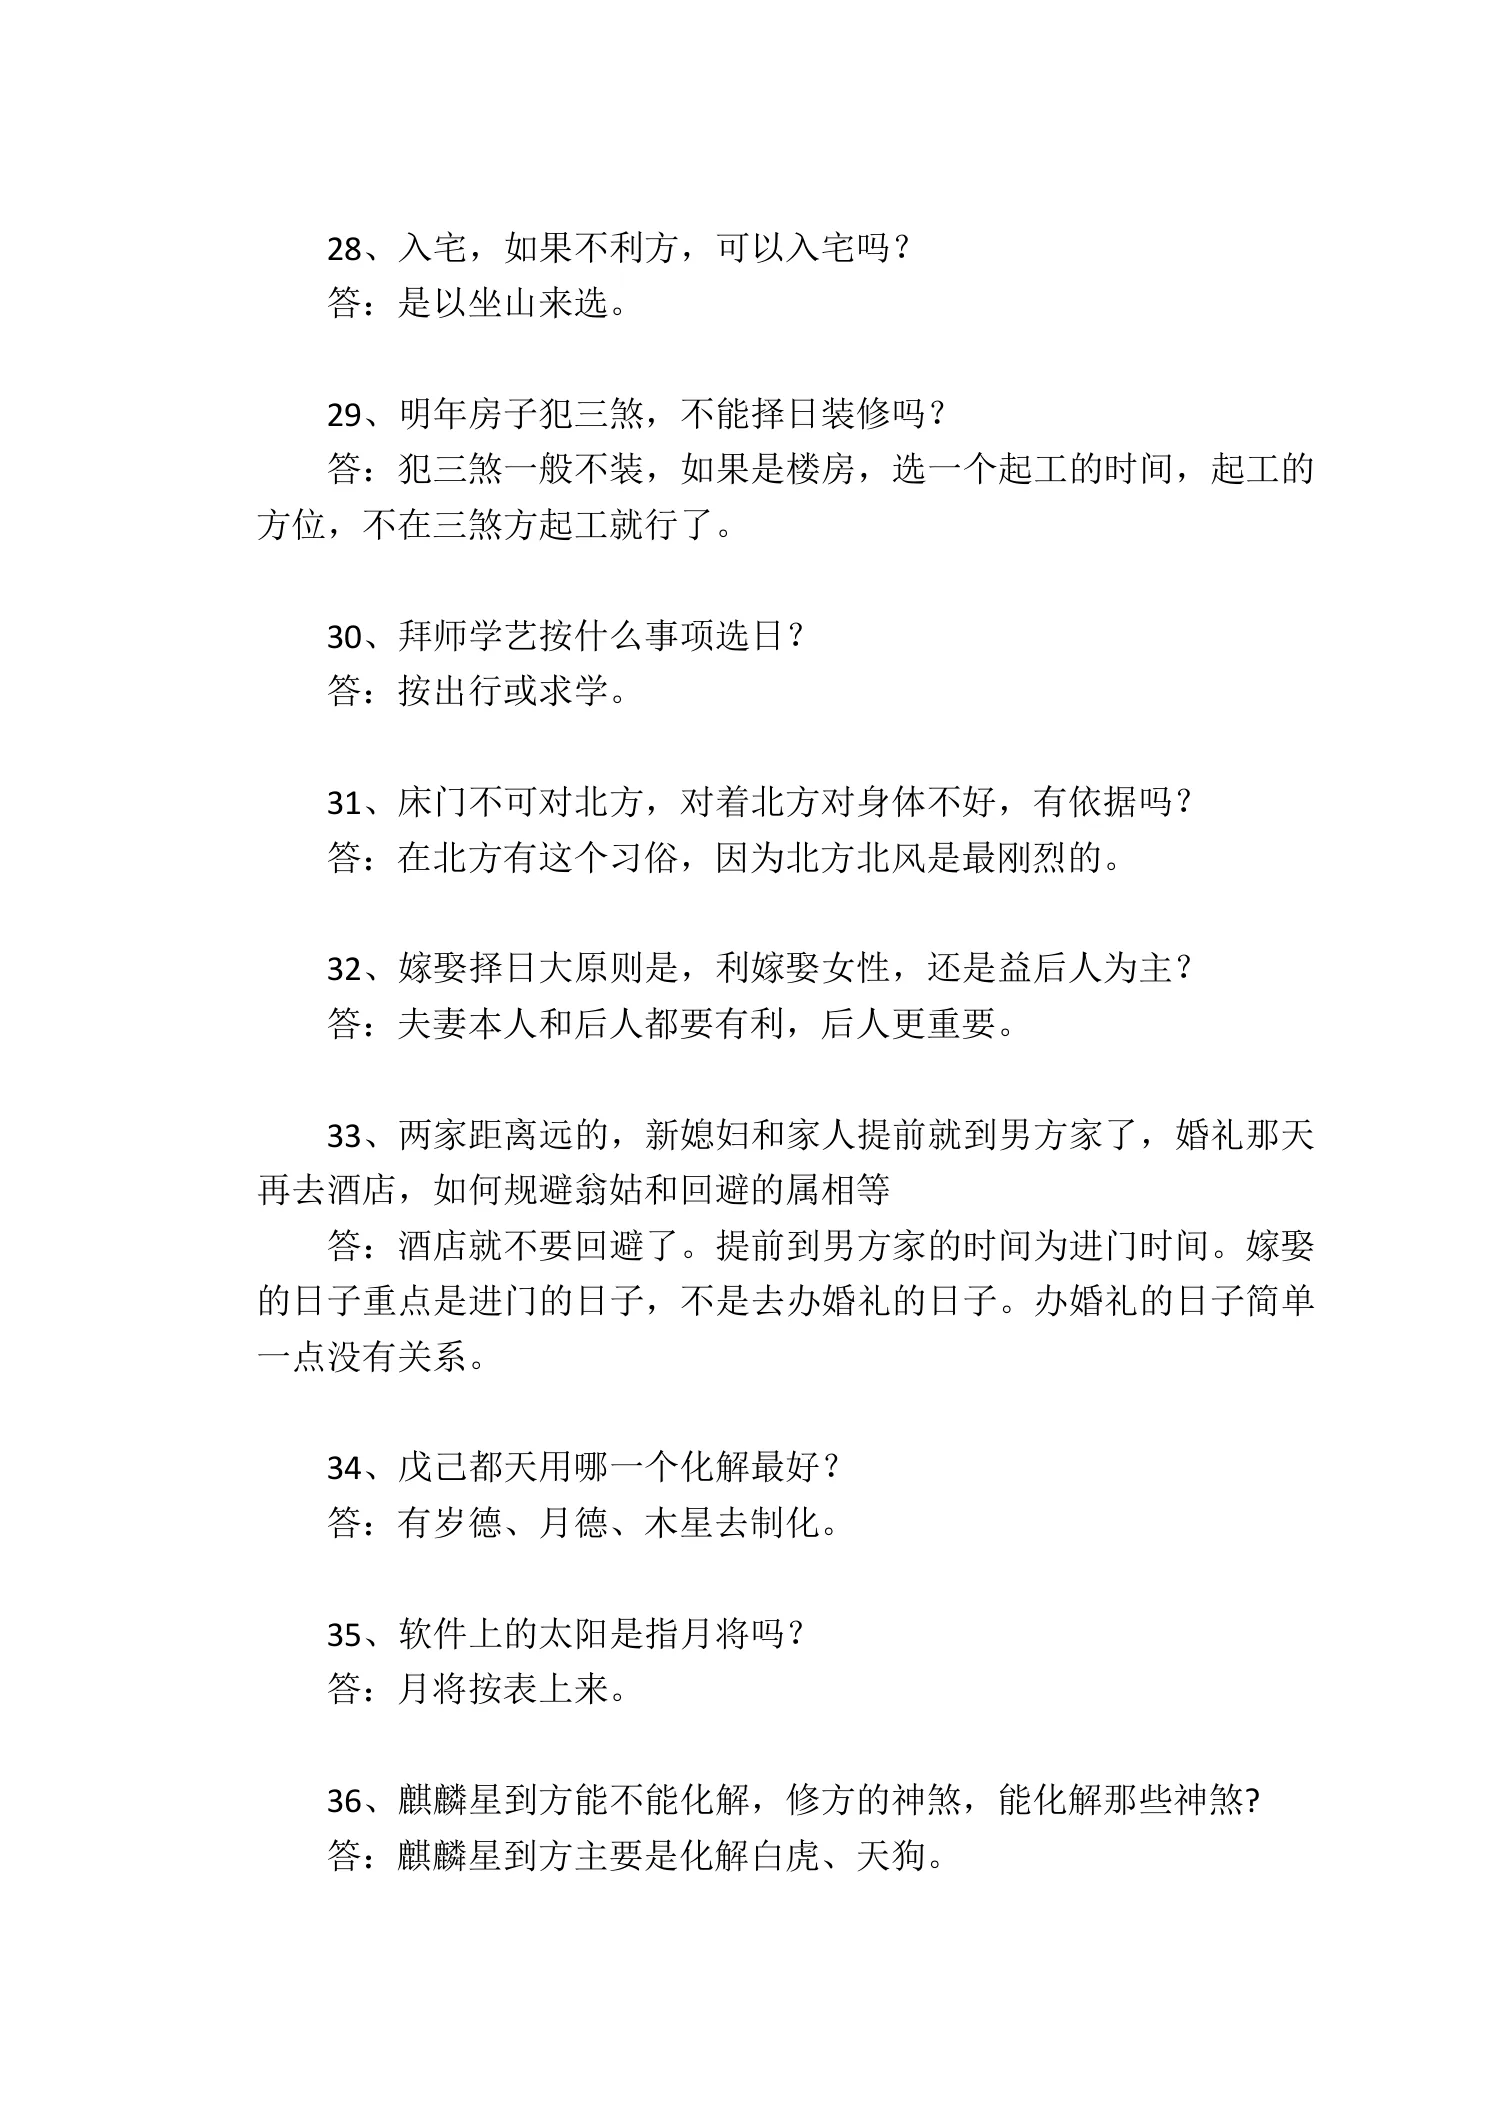 28、入宅，如果不利方，可以入宅吗？
答：是以坐山来选。
29、明年房子犯三煞，不能择日装修吗？
答：犯三煞一般不装，如果是楼房，选一个起工的时间，起工的
方位，不在三煞方起工就行了。
30、拜师学艺按什么事项选日？
答：按出行或求学。
31、床门不可对北方，对着北方对身体不好，有依据吗？
答：在北方有这个习俗，因为北方北风是最刚烈的。
32、嫁娶择日大原则是，利嫁娶女性，还是益后人为主？
答：夫妻本人和后人都要有利，后人更重要。
33、两家距离远的，新媳妇和家人提前就到男方家了，婚礼那天
再去酒店，如何规避翁姑和回避的属相等
答：酒店就不要回避了。提前到男方家的时间为进门时间。嫁娶
的日子重点是进门的日子，不是去办婚礼的日子。办婚礼的日子简单
一点没有关系。
34、戊己都天用哪一个化解最好？
答：有岁德、月德、木星去制化。
35、软件上的太阳是指月将吗？
答：月将按表上来。
36、麒麟星到方能不能化解，修方的神煞，能化解那些神煞?
答：麒麟星到方主要是化解白虎、天狗。